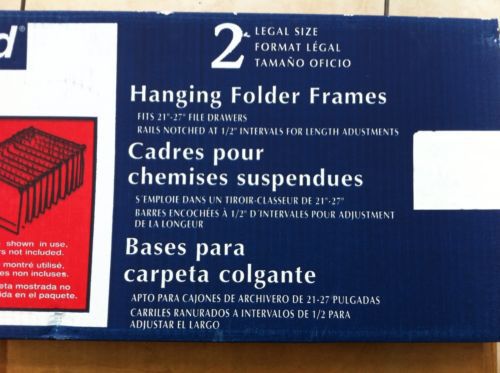 d®
2
LEGAL SIZE
FORMAT LÉGAL
TAMAÑO OFICIO
Hanging Folder Frames
FITS 21"-27" FILE DRAWERS
RAILS NOTCHED AT 1/2" INTERVALS FOR LENGTH ADUSTMENTS
Cadres pour
chemises suspendues
S'EMPLOIE DANS UN TIROIR-CLASSEUR DE 21"-27"
BARRES ENCOCHÉES À 1/2" D'INTERVALES POUR ADJUSTMENT
DE LA LONGEUR
Bases para
carpeta colgante
APTO PARA CAJONES DE ARCHIVERO DE 21-27 PULGADAS
CARRILES RANURADOS A INTERVALOS DE 1/2 PARA
ADJUSTAR EL LARGO
shown in use.
rs not included.
montré utilisé,
es non incluses.
eta mostrada no
ida en el paquete.